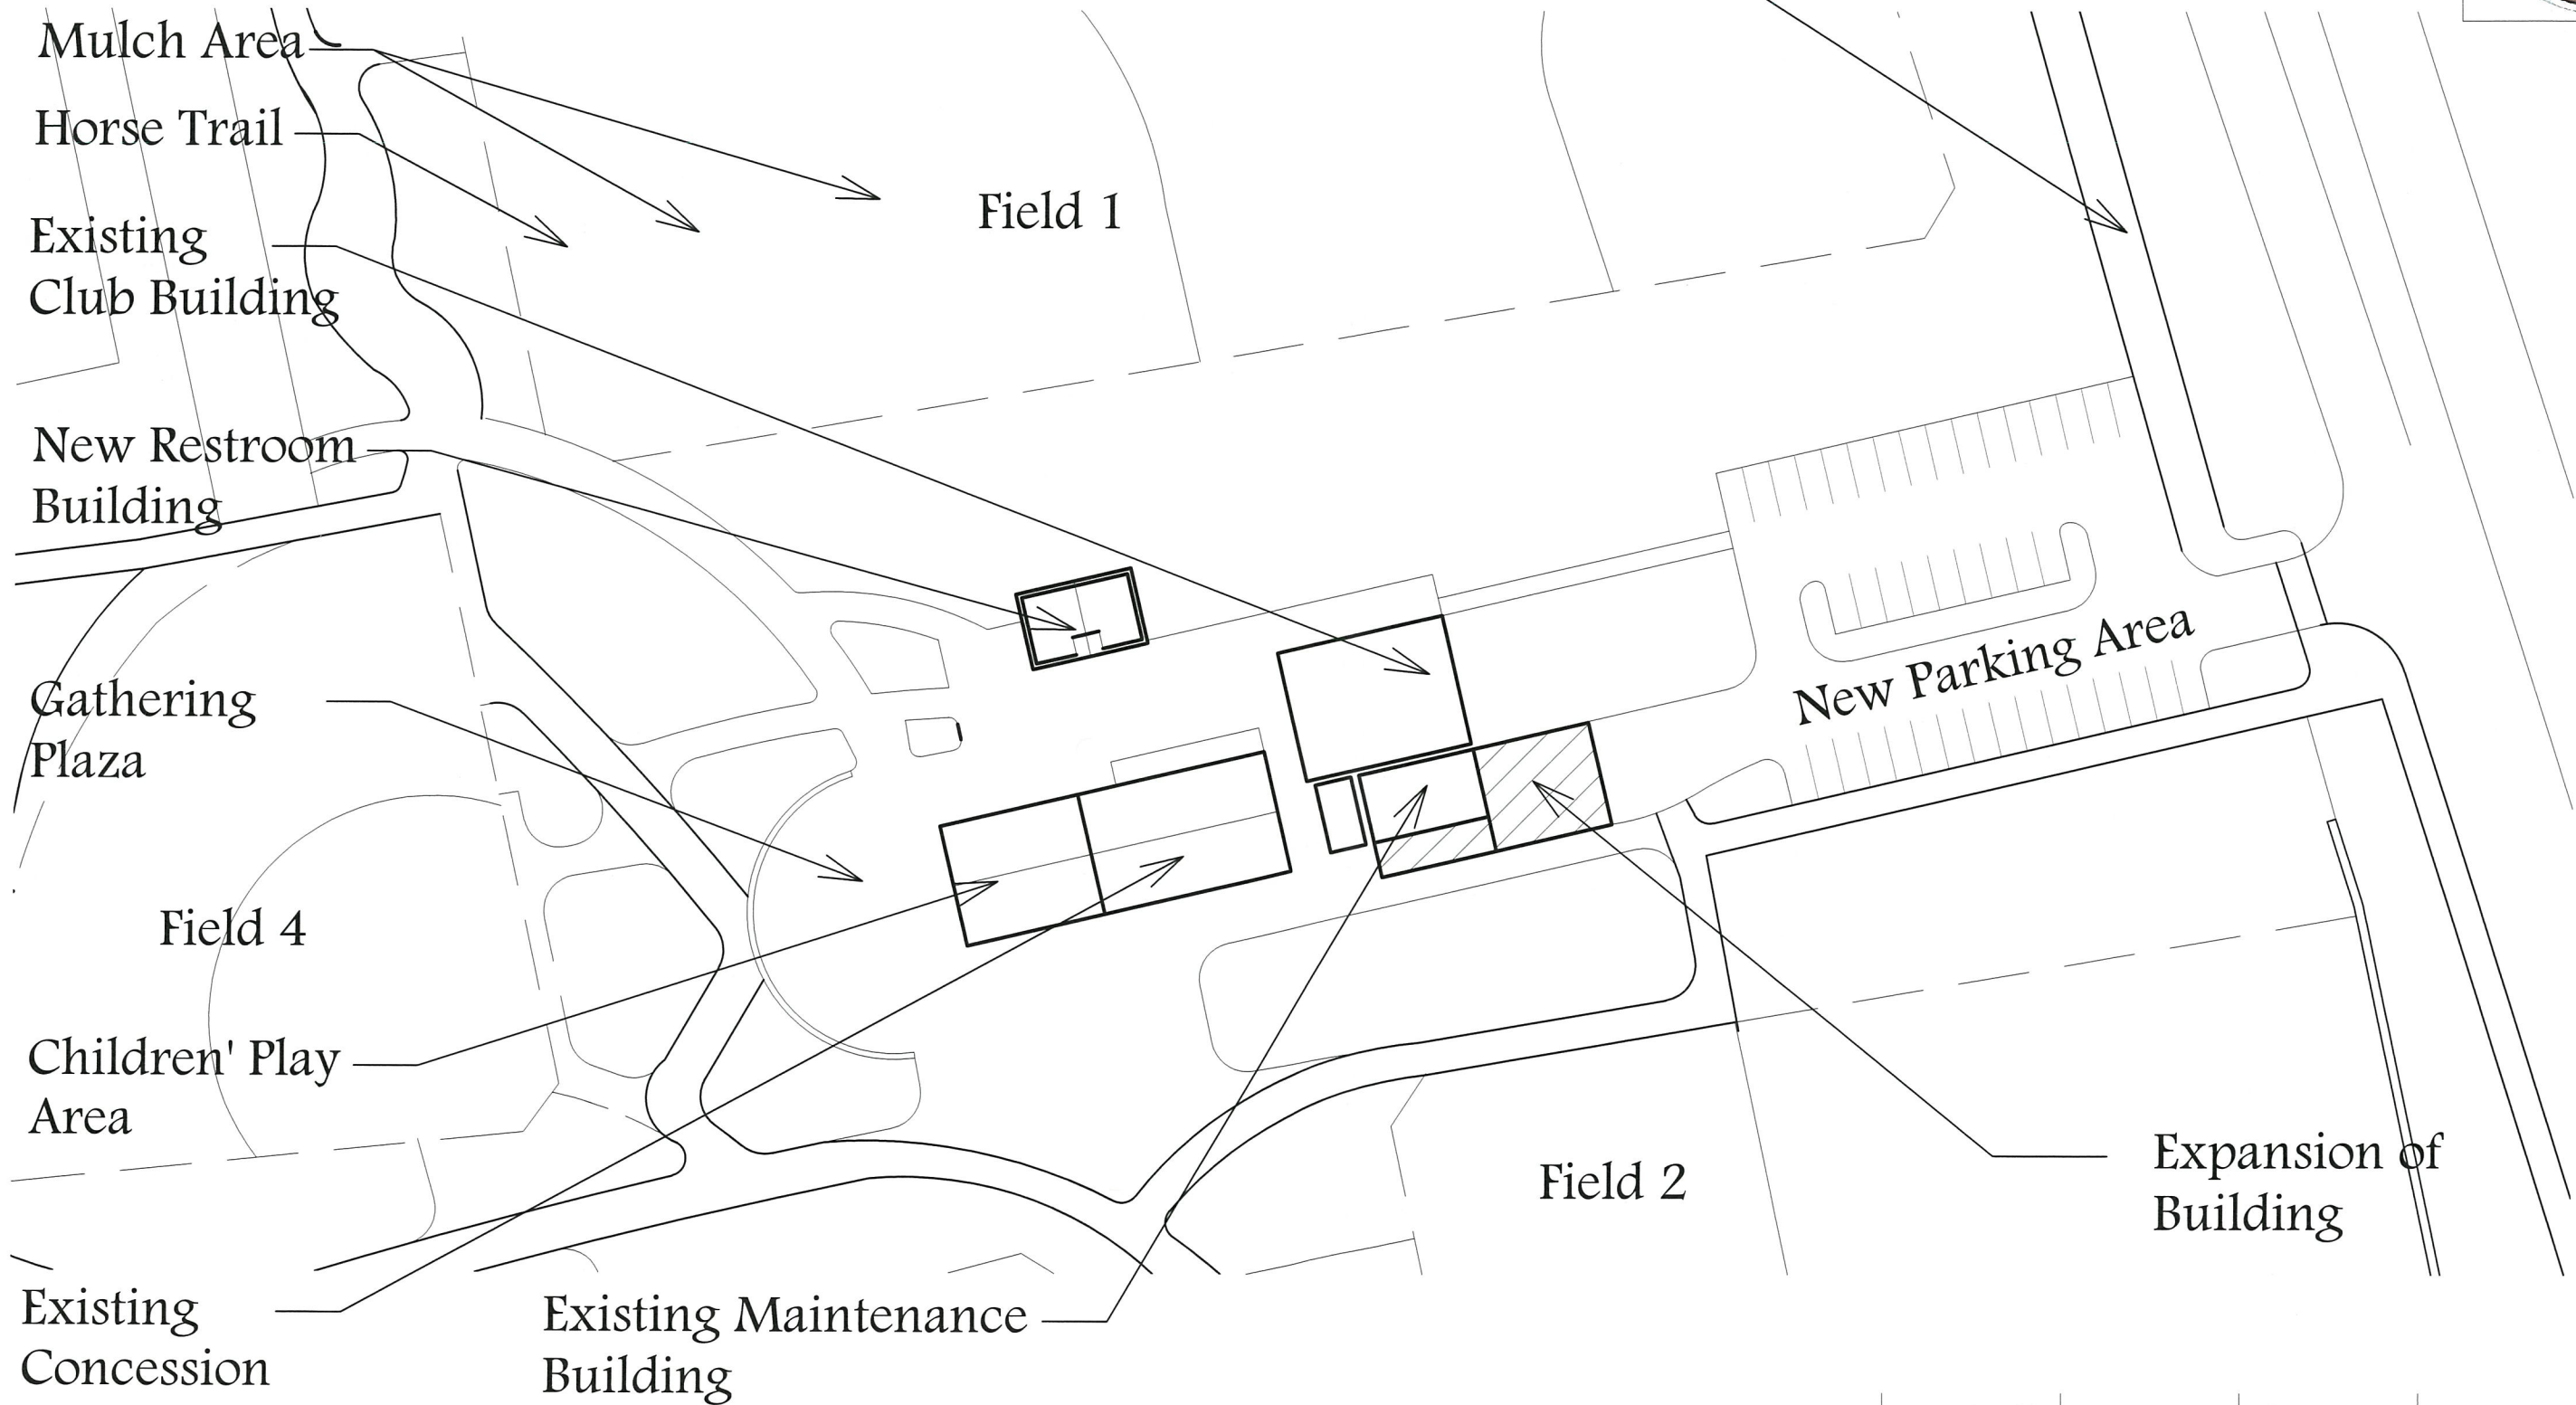 Mulch Area
Horse Trail
Existing
Club Building
Field 1
New Restroom
Building
Gathering
Plaza
New Parking Area
Field 4
Children' Play
Area
Field 2
Expansion of
Building
Existing
Concession
Existing Maintenance
Building